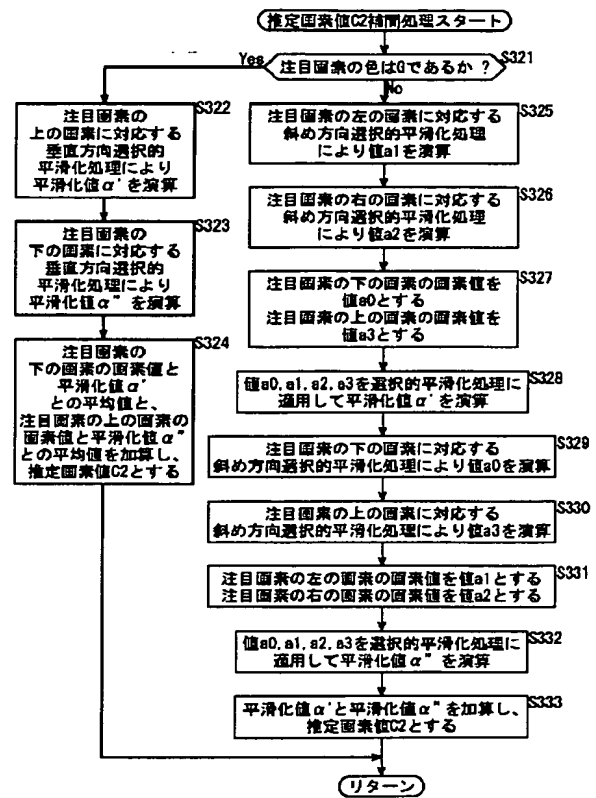 推定画素値C2補間処理スタート
S321
注目画素の色はGであるか ?
Yes
No
S322
注目画素の
上の画素に対応する
垂直方向選択的
平滑化処理により
平滑化値α'を演算
S323
注目画素の
下の画素に対応する
垂直方向選択的
平滑化処理により
平滑化値α"を演算
S324
注目画素の
下の画素の画素値と
平滑化値α'
との平均値と、
注目画素の上の画素の
画素値と平滑化値α"
との平均値を加算し、
推定画素値C2とする
S325
注目画素の左の画素に対応する
斜め方向選択的平滑化処理
により値a1を演算
S326
注目画素の右の画素に対応する
斜め方向選択的平滑化処理
により値a2を演算
S327
注目画素の下の画素の画素値を
値a0とする
注目画素の上の画素の画素値を
値a3とする
S328
値a0,a1,a2,a3を選択的平滑化処理に
適用して平滑化値α'を演算
S329
注目画素の下の画素に対応する
斜め方向選択的平滑化処理により値a0を演算
S330
注目画素の上の画素に対応する
斜め方向選択的平滑化処理により値a3を演算
S331
注目画素の左の画素の画素値を値a1とする
注目画素の右の画素の画素値を値a2とする
S332
値a0,a1,a2,a3を選択的平滑化処理に
適用して平滑化値α"を演算
S333
平滑化値α'と平滑化値α"を加算し、
推定画素値C2とする
リターン